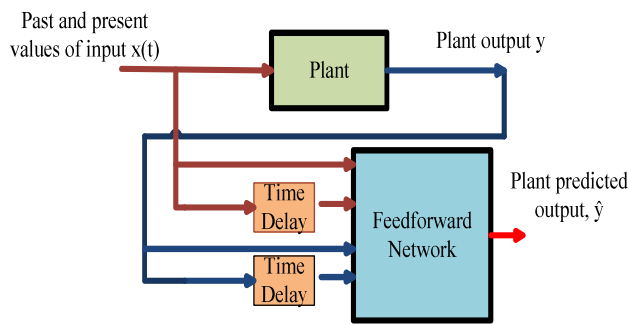 Past and present
values of input x(t)
Plant
Plant output y
Time
Delay
Feedforward
Network
Time
Delay
Plant predicted
output, ŷ